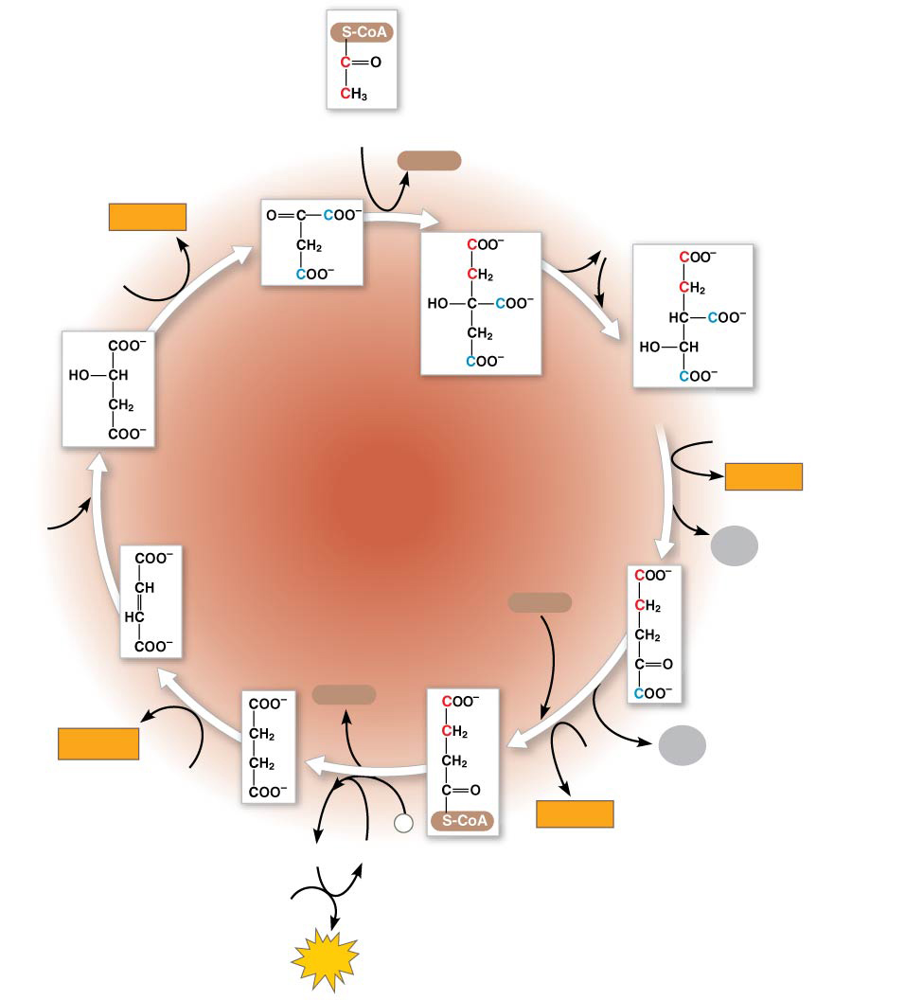 S-CoA
C=O
CH₃
O=C—COO⁻
CH₂
COO⁻
COO⁻
CH₂
HO—C—COO⁻
CH₂
COO⁻
COO⁻
CH₂
HC—COO⁻
HO—CH
COO⁻
COO⁻
HO—CH
CH₂
COO⁻
COO⁻
CH
HC
COO⁻
COO⁻
CH₂
CH₂
C=O
COO⁻
COO⁻
CH₂
CH₂
COO⁻
COO⁻
CH₂
CH₂
C=O
S-CoA